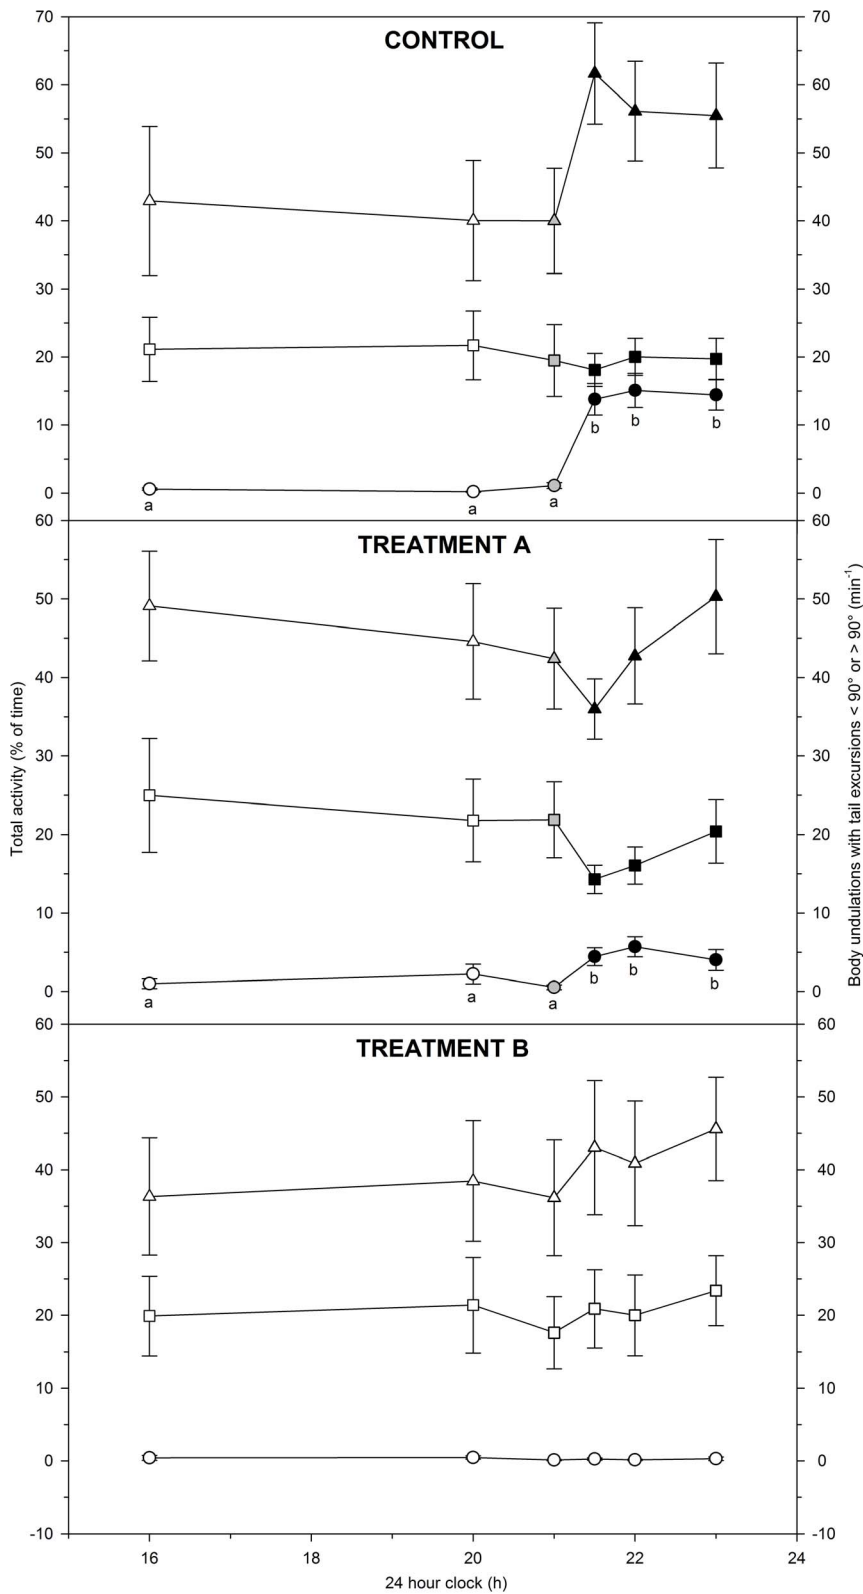 CONTROL
70 70
60 60
50 50
40 40
30 30
20 20
10 10
b b b
0 0
a a a
60 60
TREATMENT A
50 50
40 40
30 30
20 20
10 10
0 0
a a a b b b
60 60
TREATMENT B
50 50
40 40
30 30
20 20
10 10
0 0
-10 -10
16 18 20 22 24
24 hour clock (h)
Total activity (% of time)
Body undulations with tail excursions < 90° or > 90° (min⁻¹)